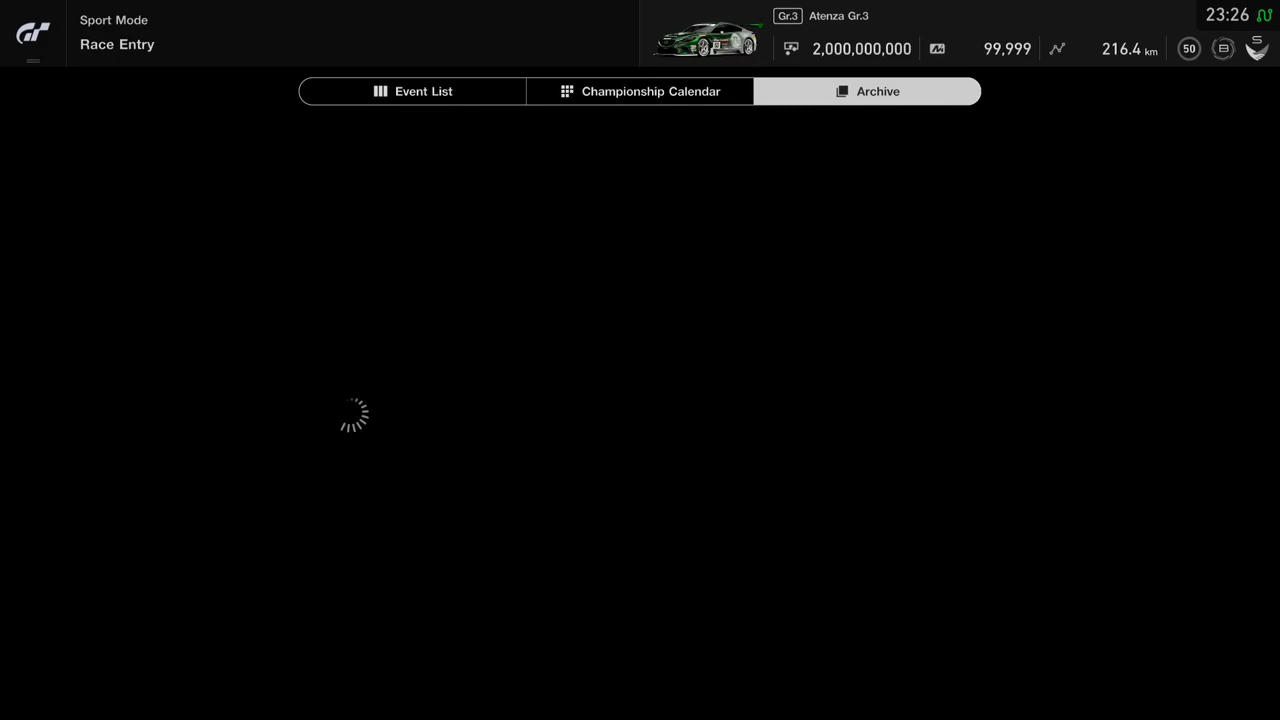 Sport Mode
Race Entry
Gr.3 Atenza Gr.3
23:26
2,000,000,000
99,999
216.4 km
50
B
S
Event List
Championship Calendar
Archive